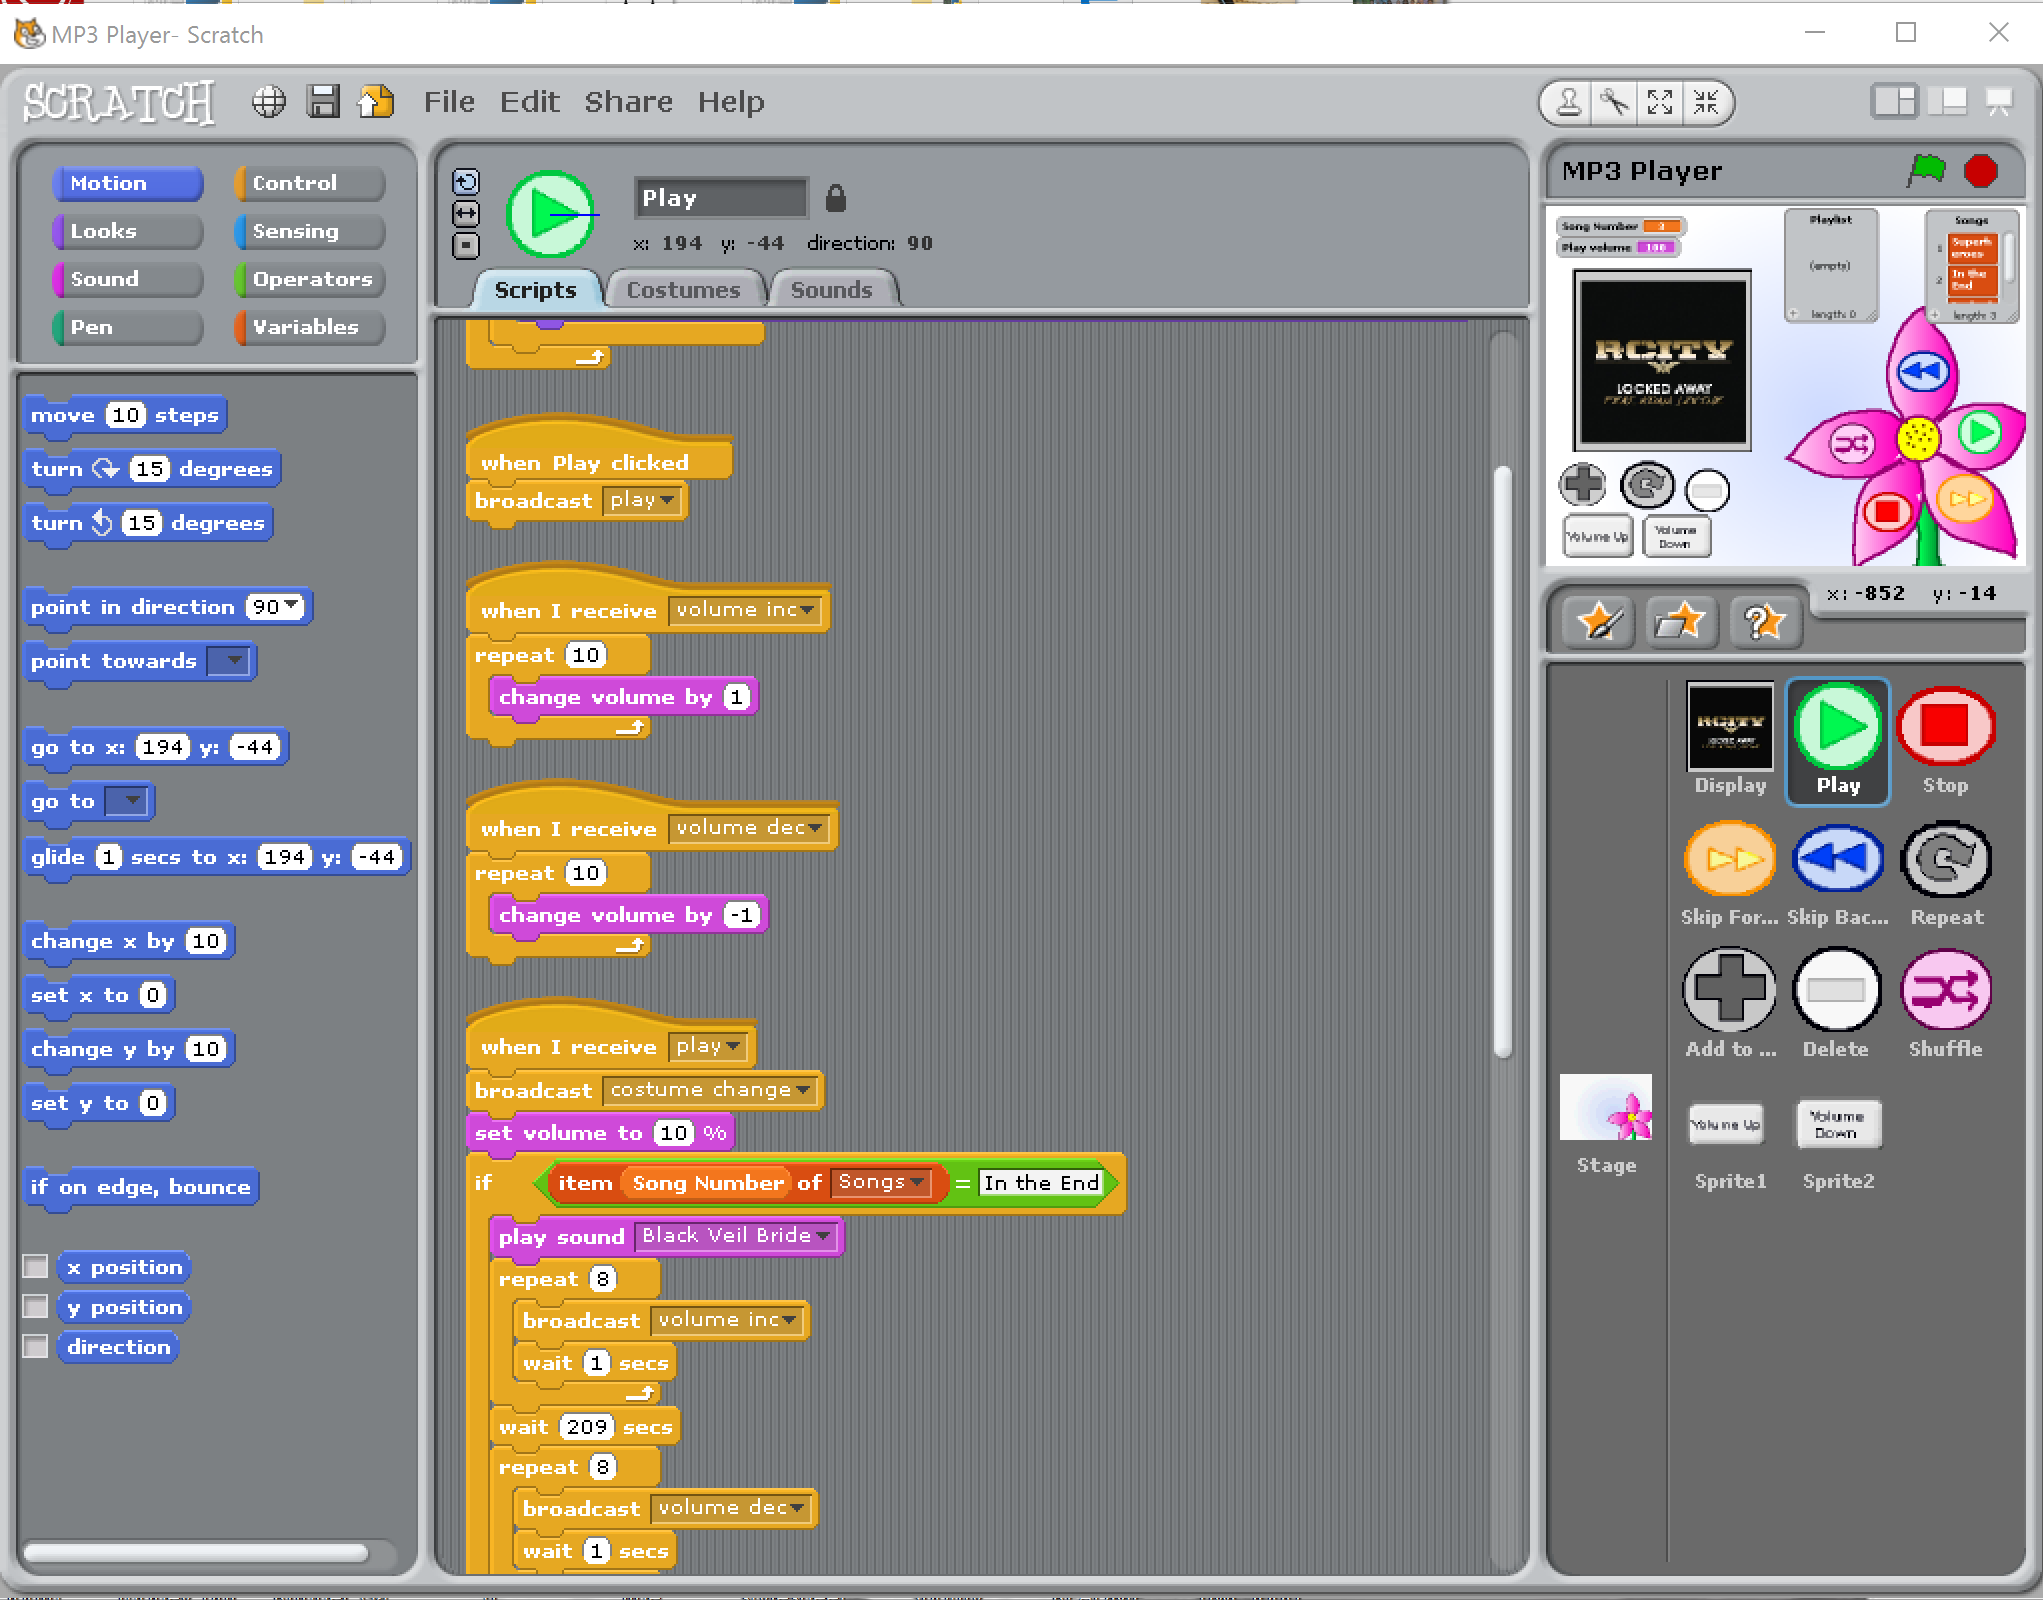 MP3 Player- Scratch
SCRATCH
File Edit Share Help
Motion
Control
Looks
Sensing
Sound
Operators
Pen
Variables
move 10 steps
turn 15 degrees
turn 15 degrees
point in direction 90
point towards
go to x: 194 y: -44
go to
glide 1 secs to x: 194 y: -44
change x by 10
set x to 0
change y by 10
set y to 0
if on edge, bounce
x position
y position
direction
Play
x: 194 y: -44 direction: 90
Scripts
Costumes
Sounds
when Play clicked
broadcast play
when I receive volume inc
repeat 10
change volume by 1
when I receive volume dec
repeat 10
change volume by -1
when I receive play
broadcast costume change
set volume to 10 %
if item Song Number of Songs = In the End
play sound Black Veil Bride
repeat 8
broadcast volume inc
wait 1 secs
wait 209 secs
repeat 8
broadcast volume dec
wait 1 secs
MP3 Player
Song Number 3
Play volume 100
Playlist
(empty)
length: 0
Songs
1 Superh
eroes
2 In the
End
length: 3
RCITY
LOCKED AWAY
Volume Up
Volume
Down
x: -852 y: -14
RCITY
LOCKED AWAY
Display
Play
Stop
Skip For...
Skip Bac...
Repeat
Add to ...
Delete
Shuffle
Stage
Volume Up
Sprite1
Volume
Down
Sprite2